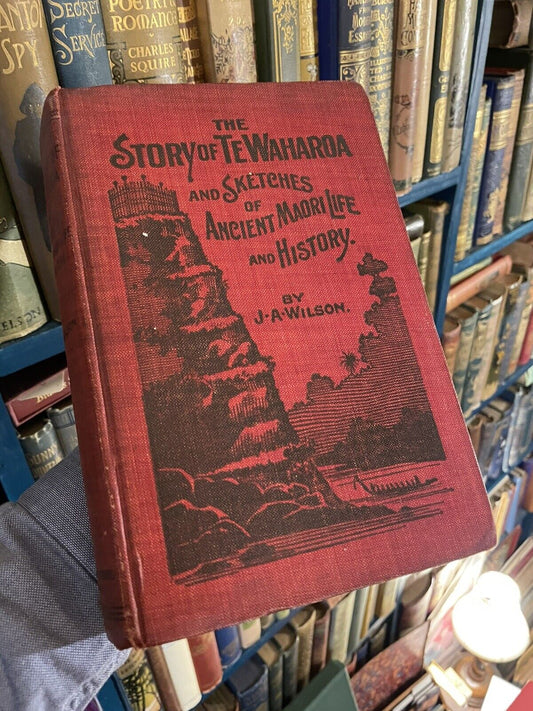 THE
STORY OF TE WAHAROA
AND SKETCHES
OF
ANCIENT MAORI LIFE
AND HISTORY.
BY
J.A. WILSON.
SPY
SECRET
SERVICE
POETRY
ROMANCE
CHARLES
SQUIRE
NELSON